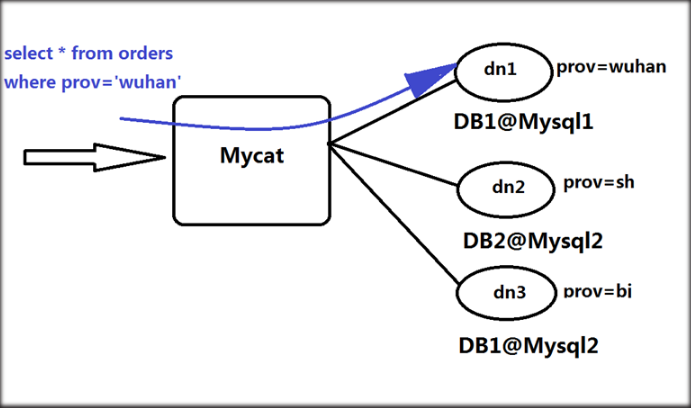 select * from orders
where prov='wuhan'
Mycat
dn1
prov=wuhan
DB1@Mysql1
dn2
prov=sh
DB2@Mysql2
dn3
prov=bi
DB1@Mysql2